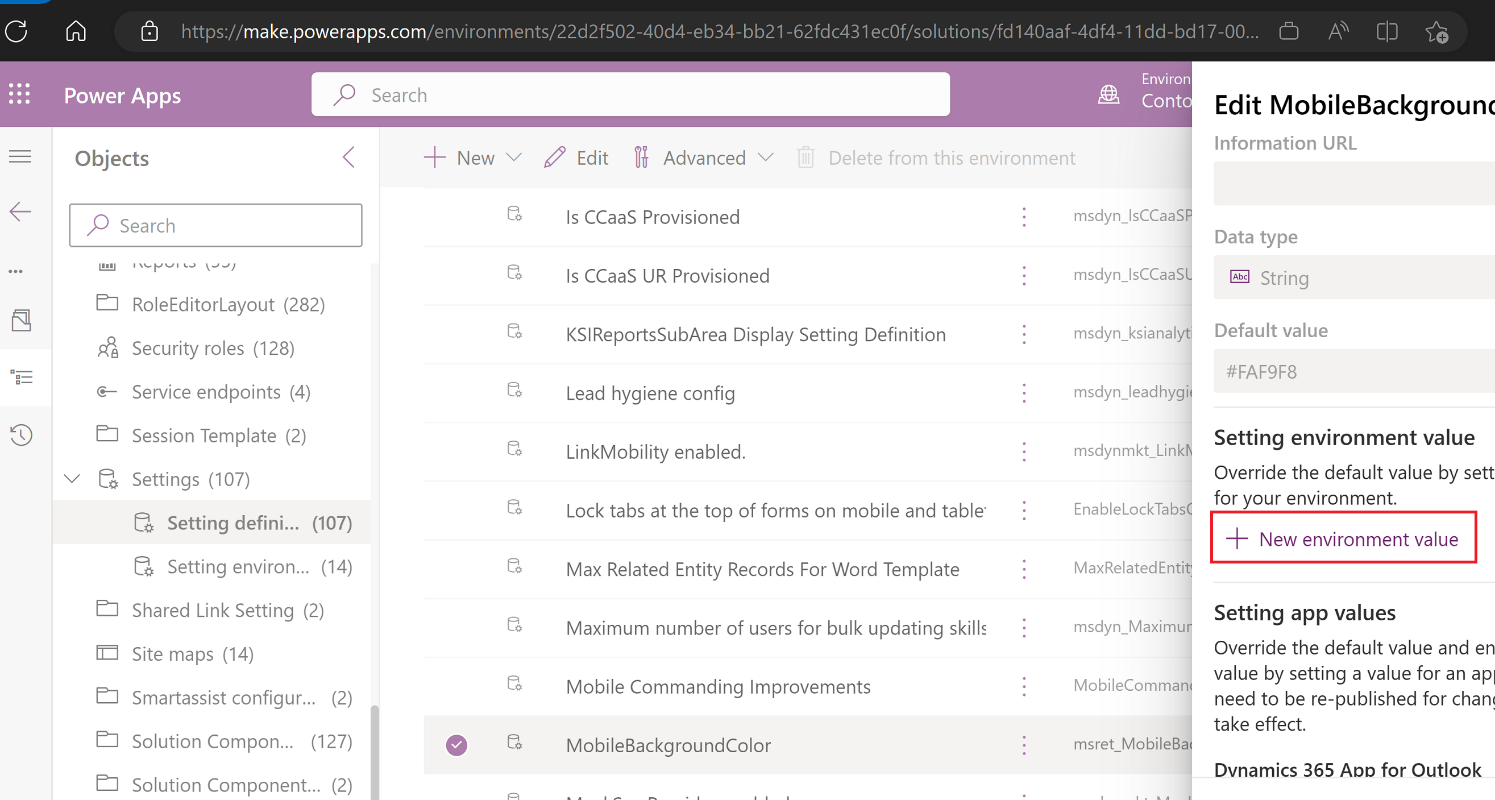 https://make.powerapps.com/environments/22d2f502-40d4-eb34-bb21-62fdc431ec0f/solutions/fd140aaf-4df4-11dd-bd17-00...
Power Apps
Search
Environ
Conto
Objects
Search
Reports (55)
RoleEditorLayout (282)
Security roles (128)
Service endpoints (4)
Session Template (2)
Settings (107)
Setting defini... (107)
Setting environ... (14)
Shared Link Setting (2)
Site maps (14)
Smartassist configur... (2)
Solution Compon... (127)
Solution Component... (2)
New
Edit
Advanced
Delete from this environment
Is CCaaS Provisioned msdyn_IsCCaaSP
Is CCaaS UR Provisioned msdyn_IsCCaaSU
KSIReportsSubArea Display Setting Definition msdyn_ksianalyti
Lead hygiene config msdyn_leadhygie
LinkMobility enabled. msdynmkt_LinkM
Lock tabs at the top of forms on mobile and table EnableLockTabsO
Max Related Entity Records For Word Template MaxRelatedEntity
Maximum number of users for bulk updating skills msdyn_Maximum
Mobile Commanding Improvements MobileCommand
MobileBackgroundColor msret_MobileBac
Edit MobileBackground
Information URL
Data type
Abc String
Default value
#FAF9F8
Setting environment value
Override the default value by sett
for your environment.
New environment value
Setting app values
Override the default value and en
value by setting a value for an app
need to be re-published for chang
take effect.
Dynamics 365 App for Outlook